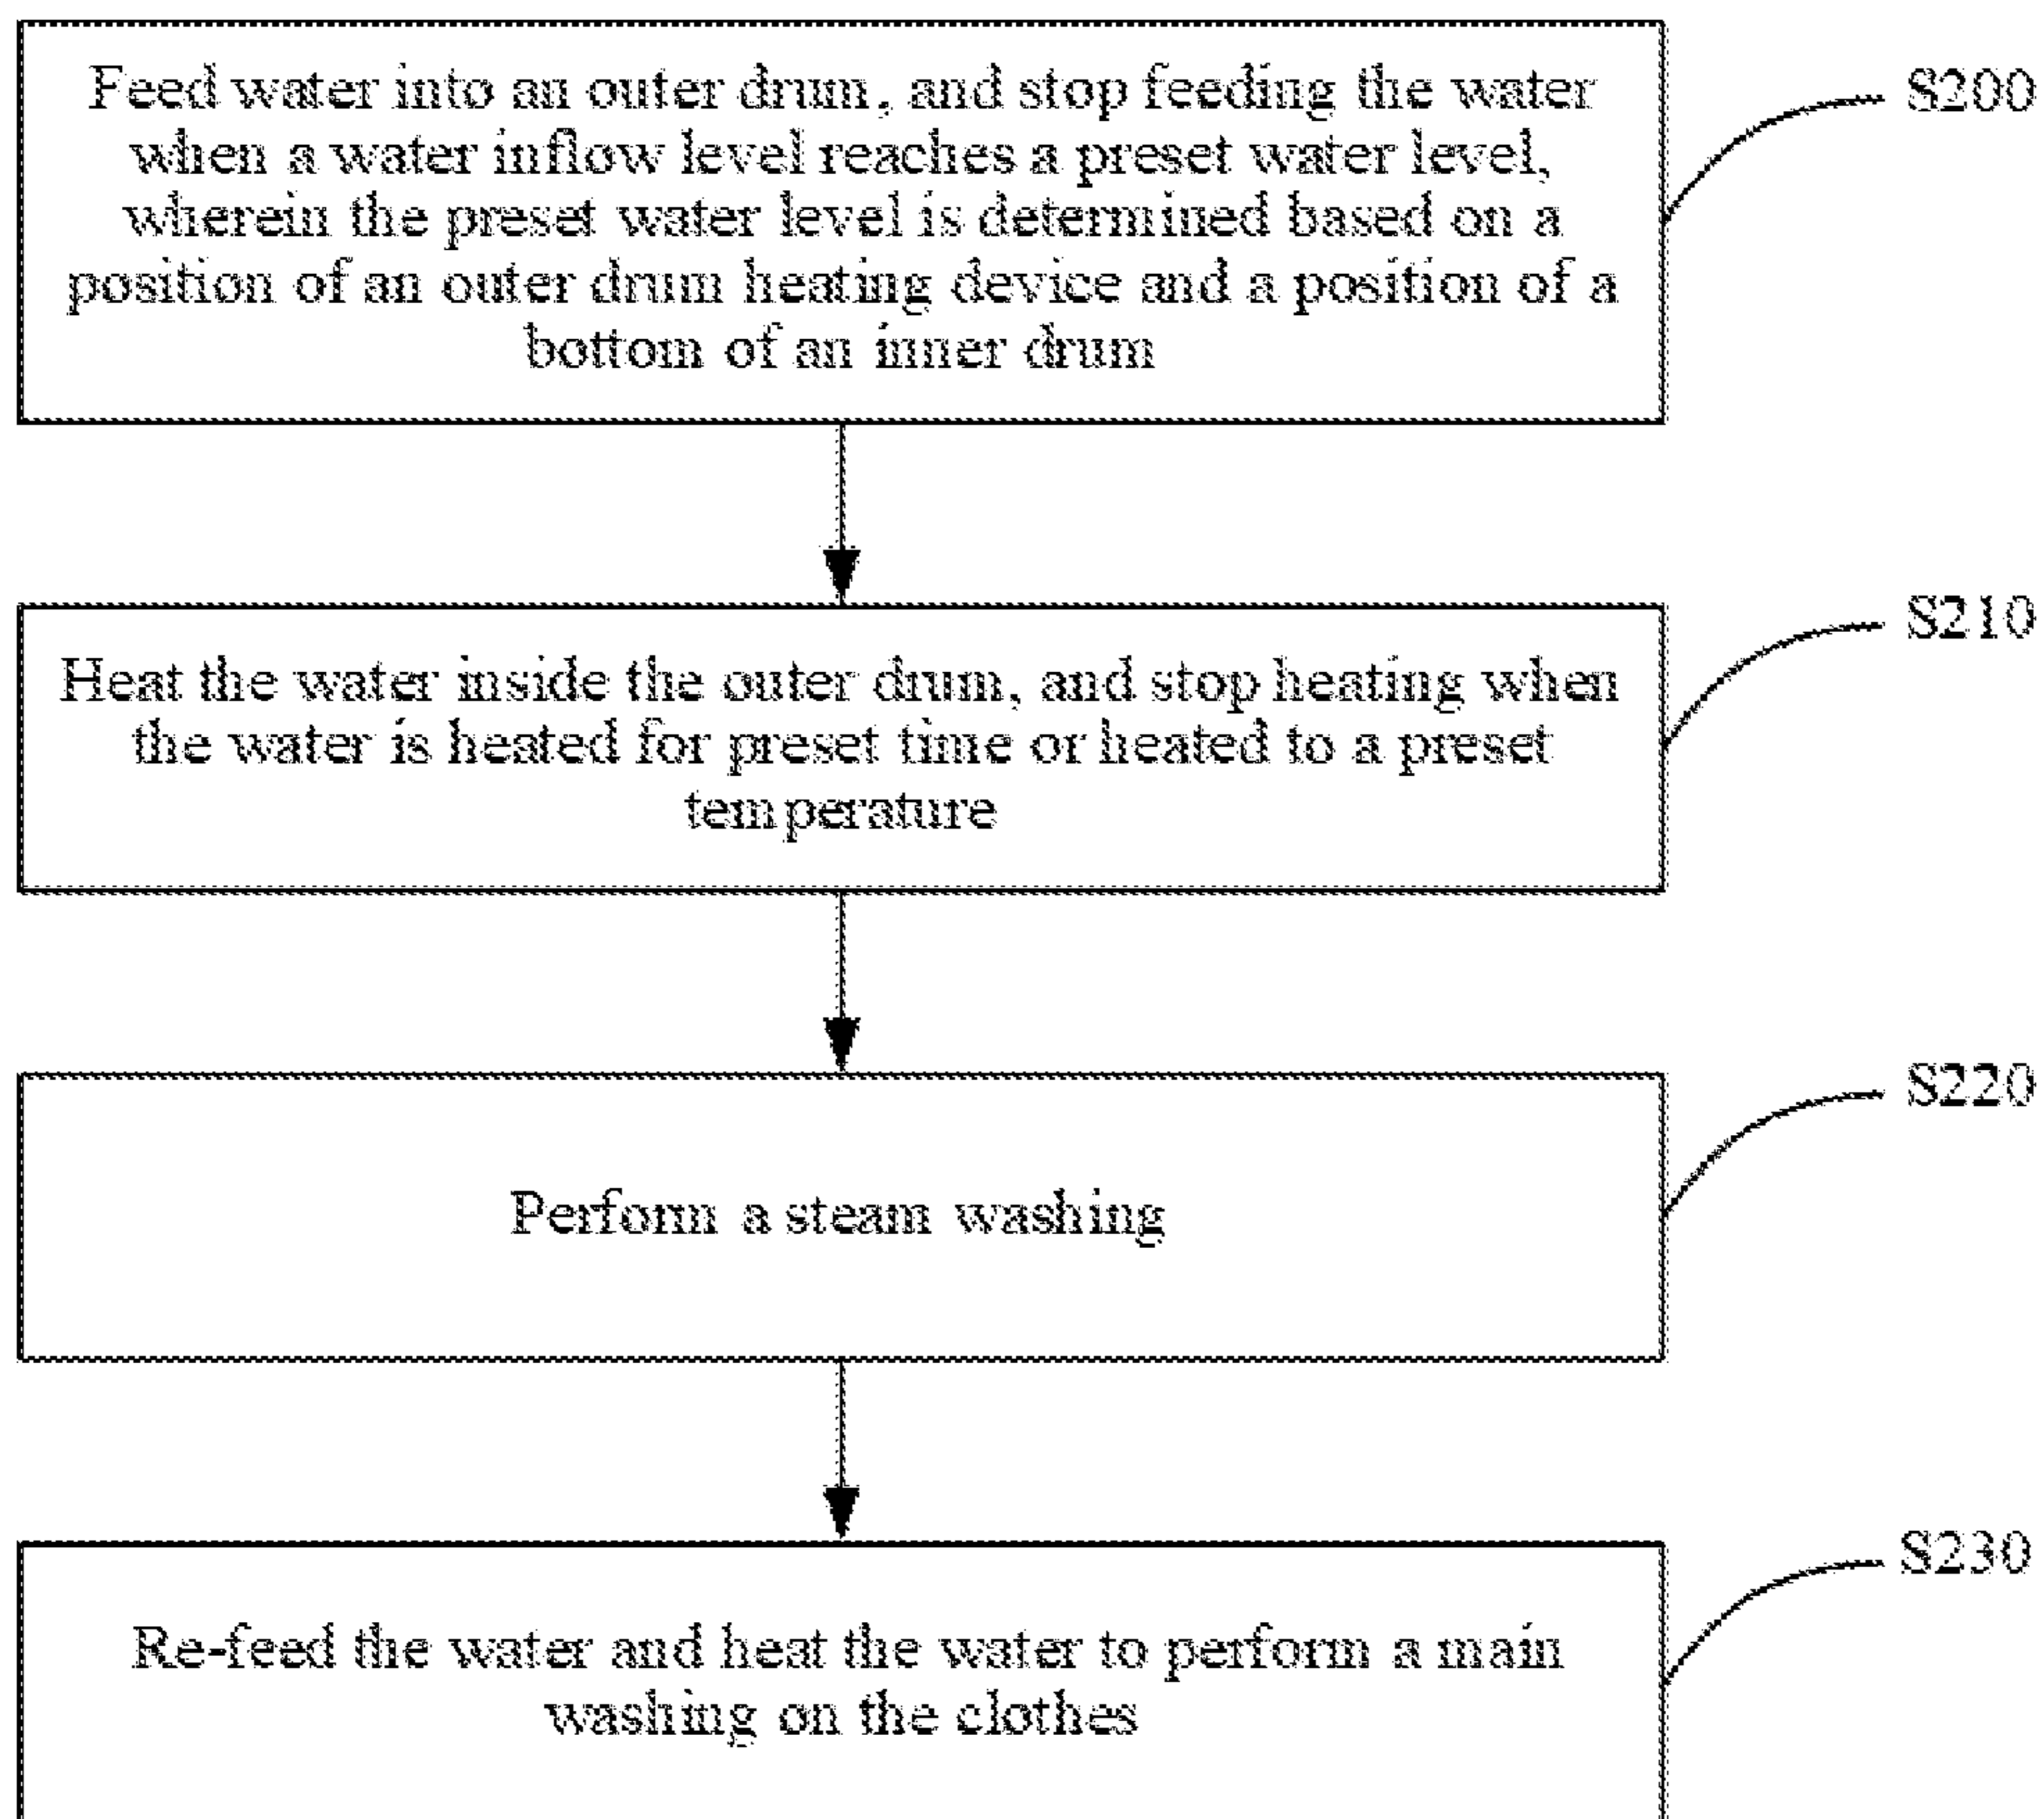 Feed water into an outer drum, and stop feeding the water
when a water inflow level reaches a preset water level,
wherein the preset water level is determined based on a
position of an outer drum heating device and a position of a
bottom of an inner drum
S200
Heat the water inside the outer drum, and stop heating when
the water is heated for preset time or heated to a preset
temperature
S210
Perform a steam washing
S220
Re-feed the water and heat the water to perform a main
washing on the clothes
S230